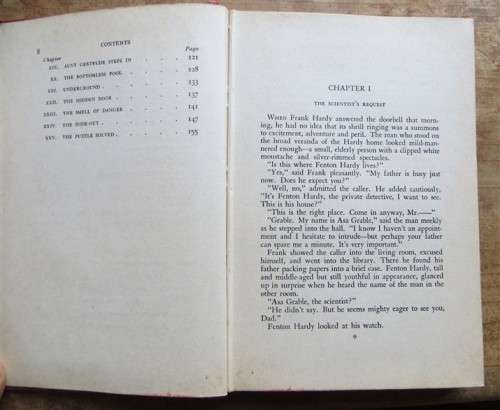 8
CONTENTS
Chapter Page
XIX. AUNT GERTRUDE STEPS IN . . . . 121
XX. THE BOTTOMLESS POOL . . . . 128
XXI. UNDERGROUND . . . . 133
XXII. THE HIDDEN DOOR . . . . 137
XXIII. THE SMELL OF DANGER . . . . 141
XXIV. THE HIDE-OUT . . . . 147
XXV. THE PUZZLE SOLVED . . . . 155
CHAPTER I
THE SCIENTIST'S REQUEST
WHEN Frank Hardy answered the doorbell that morn-
ing, he had no idea that its shrill ringing was a summons
to excitement, adventure and peril. The man who stood on
the broad veranda of the Hardy home looked mild-man-
nered enough—a small, elderly person with a clipped white
moustache and silver-rimmed spectacles.
"Is this where Fenton Hardy lives?"
"Yes," said Frank pleasantly. "My father is busy just
now. Does he expect you?"
"Well, no," admitted the caller. He added cautiously,
"It's Fenton Hardy, the private detective, I want to see.
This is his house?"
"This is the right place. Come in anyway, Mr.——"
"Grable. My name is Asa Grable," said the man meekly
as he stepped into the hall. "I know I haven't an appoint-
ment and I hesitate to intrude—but perhaps your father
can spare me a minute. It's very important."
Frank showed the caller into the living room, excused
himself, and went into the library. There he found his
father packing papers into a brief case. Fenton Hardy, tall
and middle-aged but still youthful in appearance, glanced
up in surprise when he heard the name of the man in the
other room.
"Asa Grable, the scientist?"
"He didn't say. But he seems mighty eager to see you,
Dad."
Fenton Hardy looked at his watch.
9